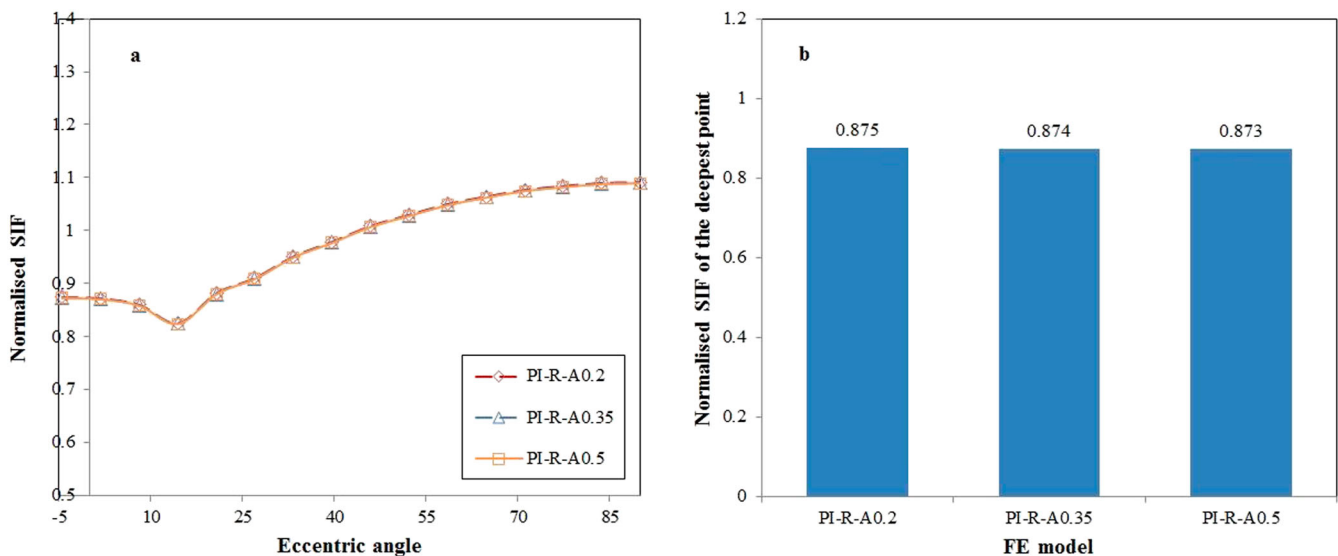 a
Normalised SIF
1.4
1.3
1.2
1.1
1
0.9
0.8
0.7
0.6
0.5
-5 10 25 40 55 70 85
Eccentric angle
PI-R-A0.2
PI-R-A0.35
PI-R-A0.5
b
Normalised SIF of the deepest point
1.2
1
0.8
0.6
0.4
0.2
0
0.875 0.874 0.873
PI-R-A0.2 PI-R-A0.35 PI-R-A0.5
FE model